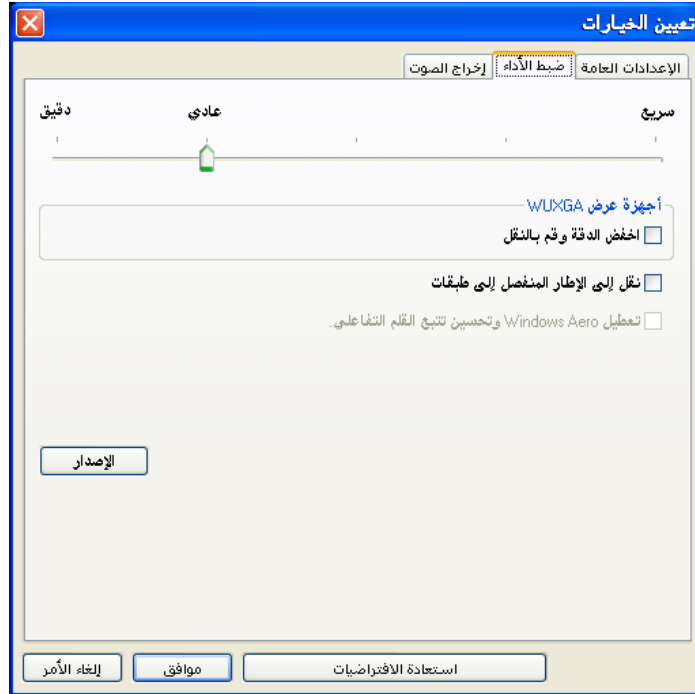 تعيين الخيارات
الإعدادات العامة ضبط الأداء إخراج الصوت
سريع عادي دقيق
أجهزة عرض WUXGA
اخفض الدقة وقم بالنقل
نقل إلى الإطار المنفصل إلى طبقات
تعطيل Windows Aero وتحسين تتبع القلم التفاعلي.
الإصدار
استعادة الافتراضيات موافق إلغاء الأمر